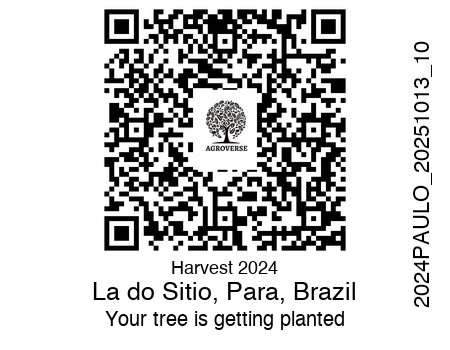 AGROVERSE
Harvest 2024
La do Sitio, Para, Brazil
Your tree is getting planted
2024PAULO_20251013_10